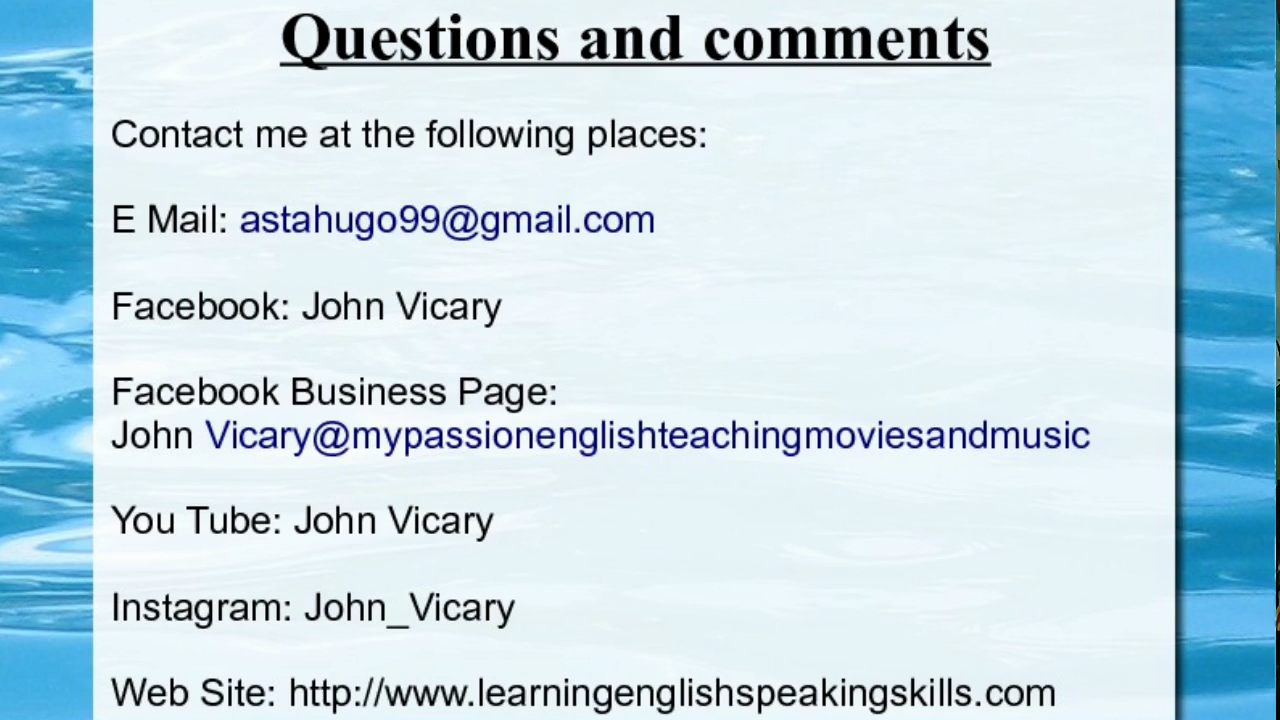 Questions and comments
Contact me at the following places:
E Mail: astahugo99@gmail.com
Facebook: John Vicary
Facebook Business Page:
John Vicary@mypassionenglishteachingmoviesandmusic
You Tube: John Vicary
Instagram: John_Vicary
Web Site: http://www.learningenglishspeakingskills.com